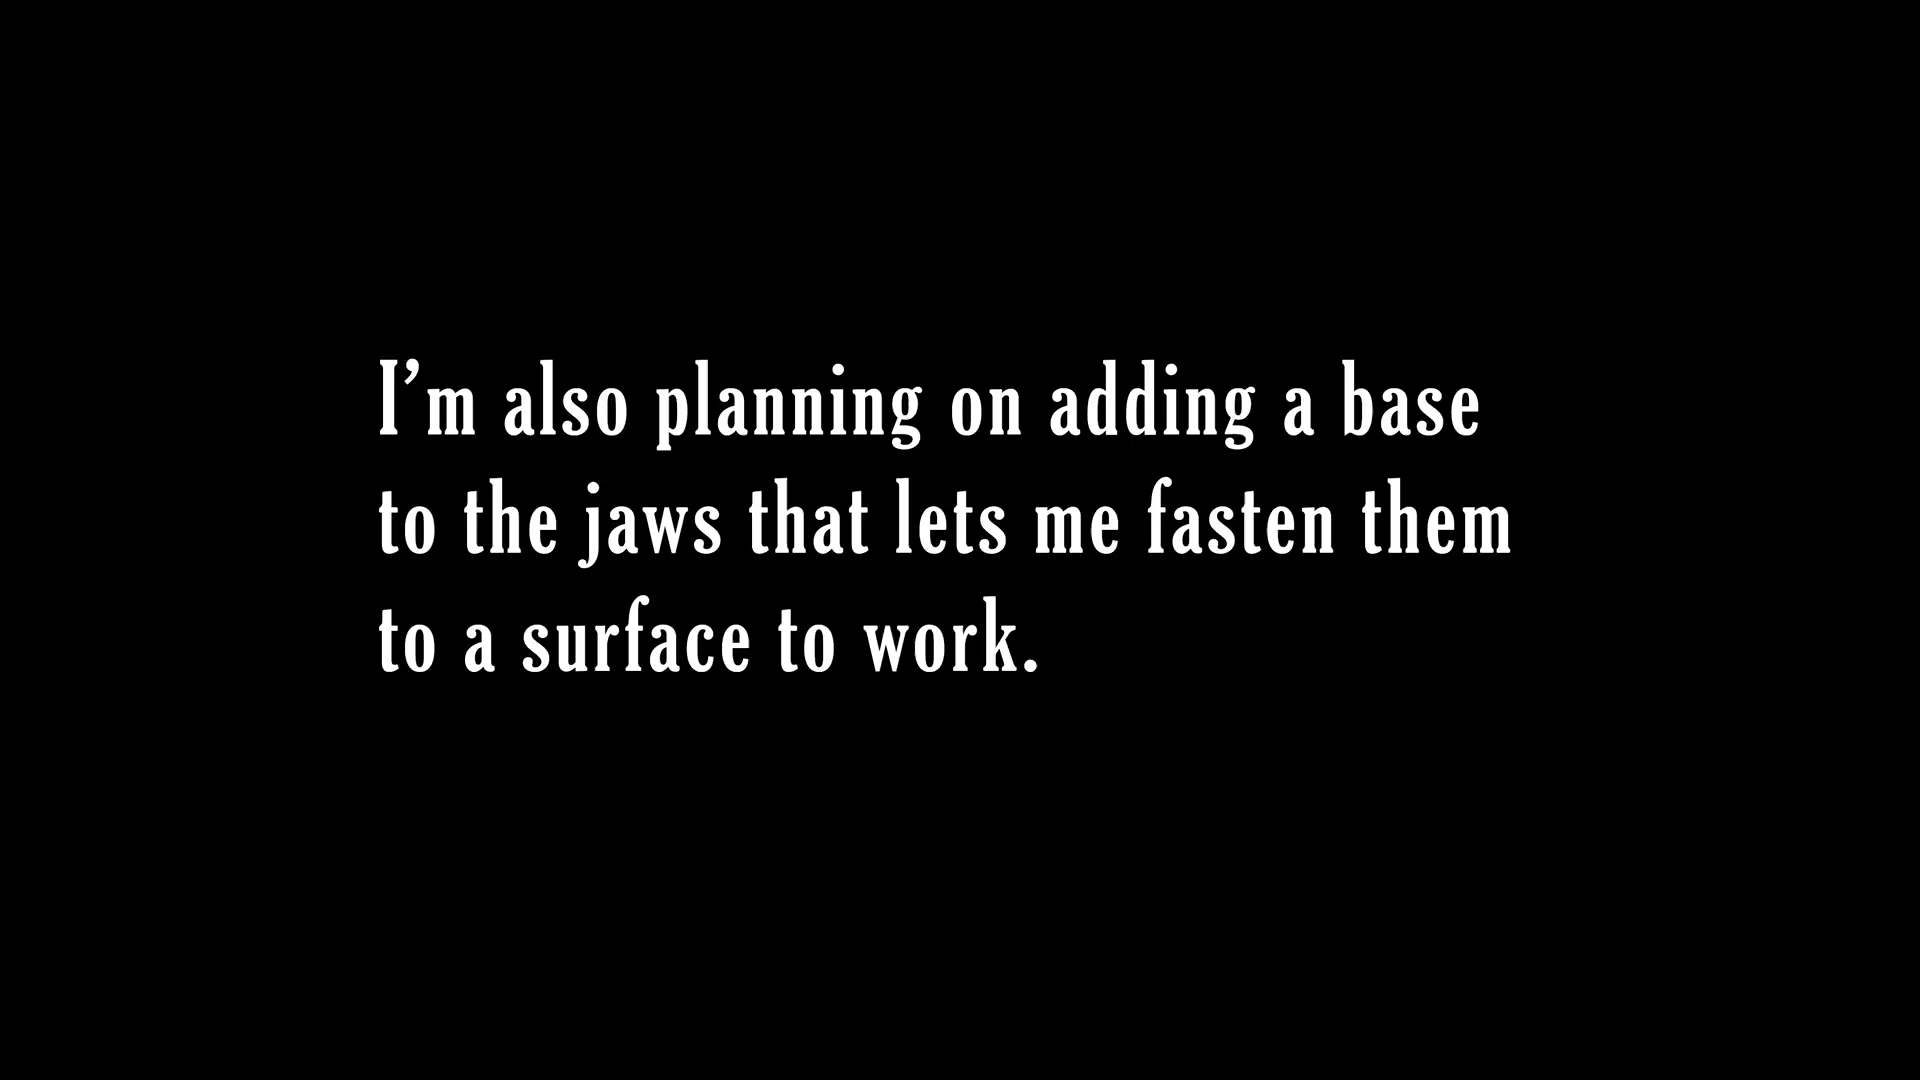 I’m also planning on adding a base
to the jaws that lets me fasten them
to a surface to work.